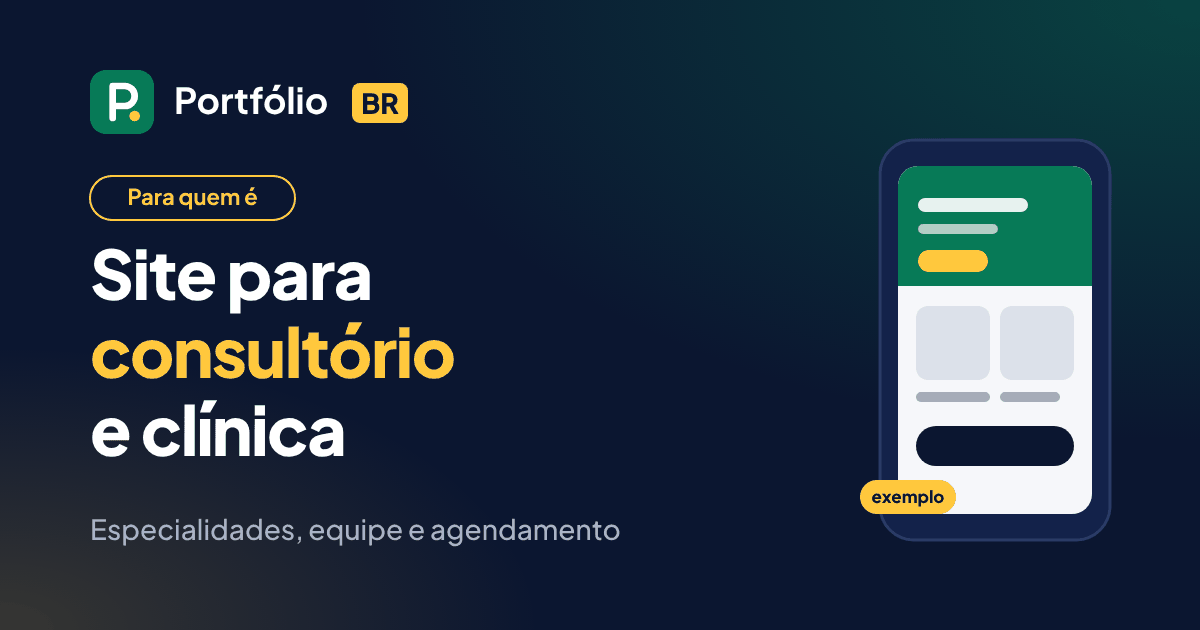 P.
Portfólio BR
Para quem é
Site para
consultório
e clínica
Especialidades, equipe e agendamento
exemplo